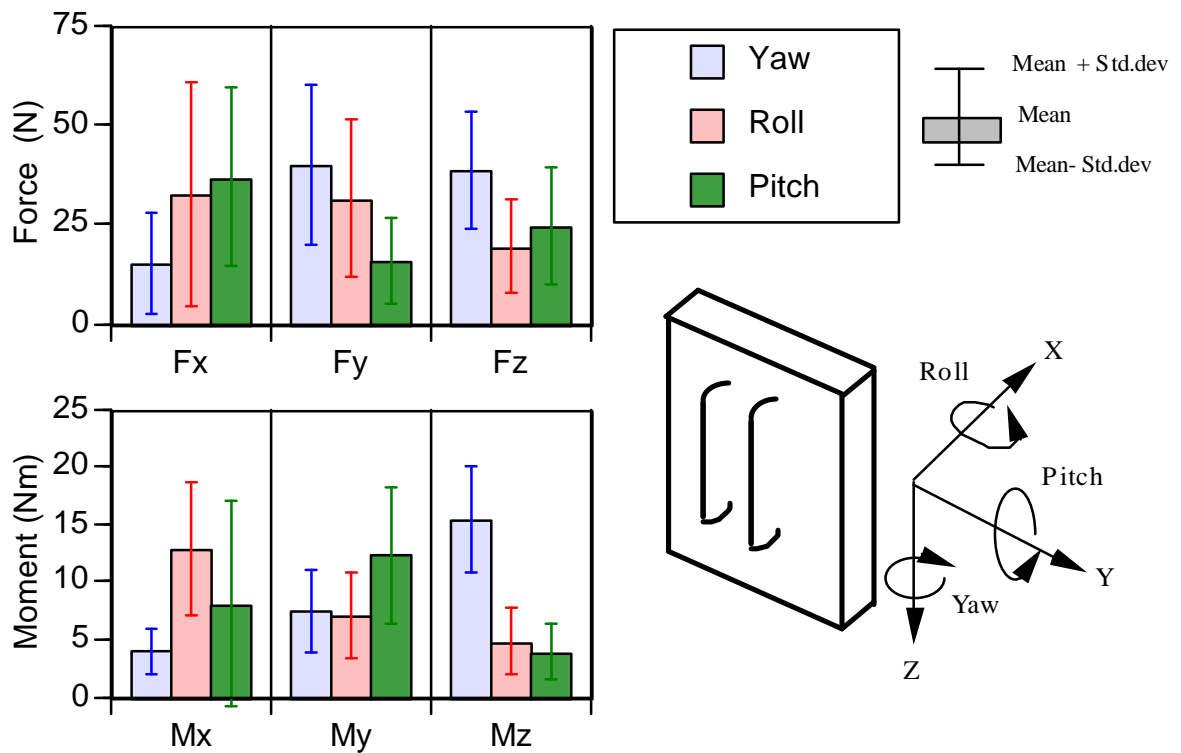 75
50
25
0
Force (N)
Fx Fy Fz
Yaw
Roll
Pitch
Mean + Std.dev
Mean
Mean- Std.dev
25
20
15
10
5
0
Moment (Nm)
Mx My Mz
X
Roll
Pitch
Y
Yaw
Z